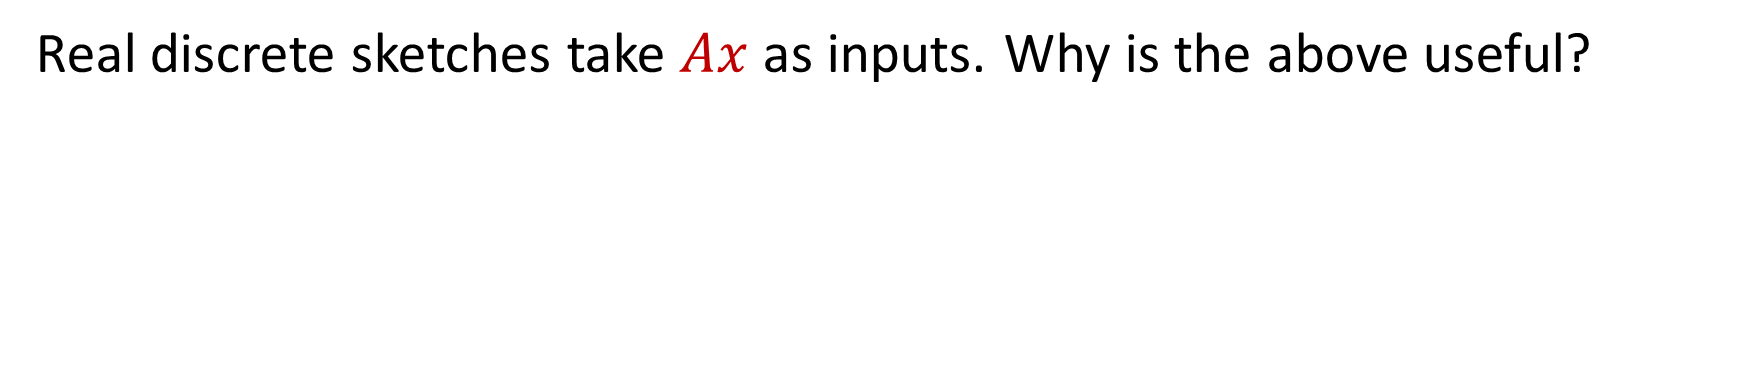 Real discrete sketches take Ax as inputs. Why is the above useful?